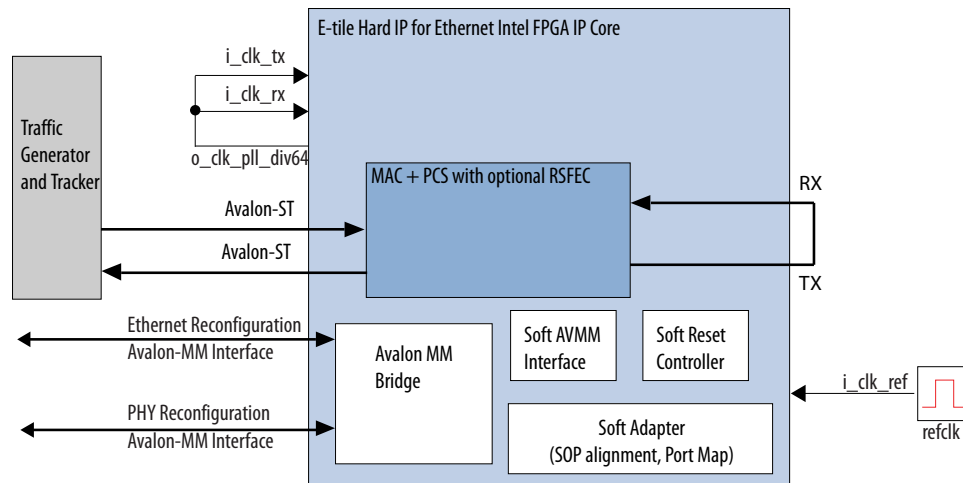 E-tile Hard IP for Ethernet Intel FPGA IP Core
i_clk_tx
i_clk_rx
o_clk_pll_div64
Traffic
Generator
and Tracker
MAC + PCS with optional RSFEC
RX
TX
Avalon-ST
Avalon-ST
Ethernet Reconfiguration
Avalon-MM Interface
PHY Reconfiguration
Avalon-MM Interface
Avalon MM
Bridge
Soft AVMM
Interface
Soft Reset
Controller
Soft Adapter
(SOP alignment, Port Map)
i_clk_ref
refclk